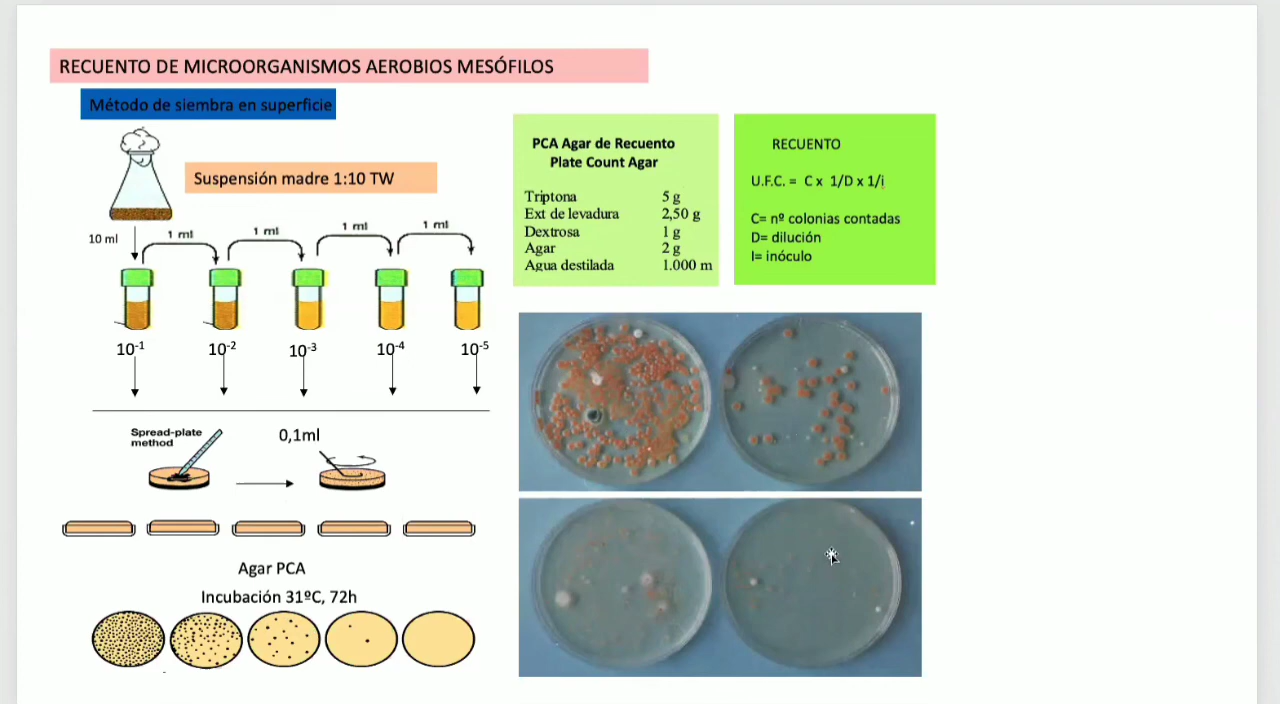 RECUENTO DE MICROORGANISMOS AEROBIOS MESÓFILOS
Método de siembra en superficie
Suspensión madre 1:10 TW
10 ml
1 ml
1 ml
1 ml
1 ml
10-1
10-2
10-3
10-4
10-5
Spread-plate
method
0,1ml
Agar PCA
Incubación 31ºC, 72h
PCA Agar de Recuento
Plate Count Agar
Triptona 5 g
Ext de levadura 2,50 g
Dextrosa 1 g
Agar 2 g
Agua destilada 1.000 m
RECUENTO
U.F.C. = C x 1/D x 1/i
C= nº colonias contadas
D= dilución
I= inóculo